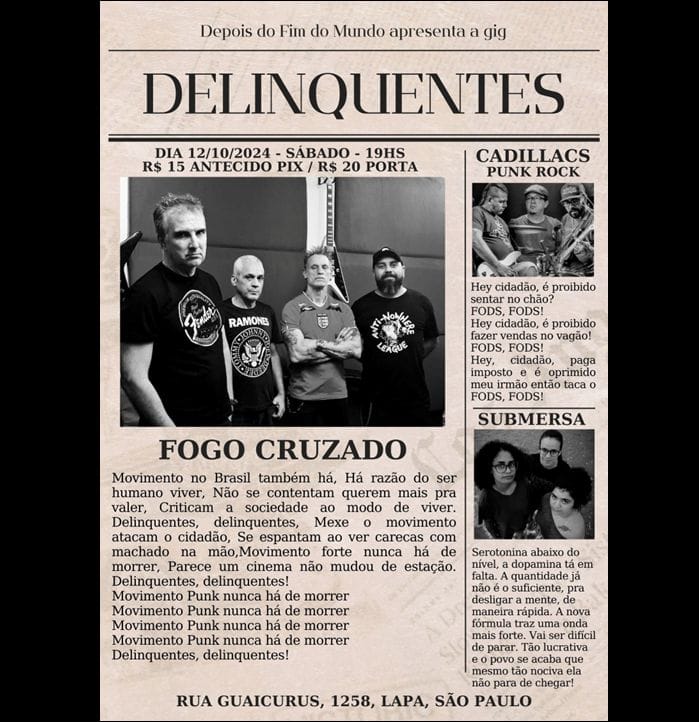 Depois do Fim do Mundo apresenta a gig
DELINQUENTES
DIA 12/10/2024 - SÁBADO - 19HS
R$ 15 ANTECIDO PIX / R$ 20 PORTA
Fender
RAMONES
ANTI-NOWHERE
LEAGUE
FOGO CRUZADO
Movimento no Brasil também há, Há razão do ser
humano viver, Não se contentam querem mais pra
valer, Criticam a sociedade ao modo de viver.
Delinquentes, delinquentes, Mexe o movimento
atacam o cidadão, Se espantam ao ver carecas com
machado na mão,Movimento forte nunca há de
morrer, Parece um cinema não mudou de estação.
Delinquentes, delinquentes!
Movimento Punk nunca há de morrer
Movimento Punk nunca há de morrer
Movimento Punk nunca há de morrer
Movimento Punk nunca há de morrer
Delinquentes, delinquentes!
CADILLACS
PUNK ROCK
Hey cidadão, é proibido
sentar no chão?
FODS, FODS!
Hey cidadão, é proibido
fazer vendas no vagão!
FODS, FODS!
Hey, cidadão, paga
imposto e é oprimido
meu irmão então taca o
FODS, FODS!
SUBMERSA
Serotonina abaixo do
nível, a dopamina tá em
falta. A quantidade já
não é o suficiente, pra
desligar a mente, de
maneira rápida. A nova
fórmula traz uma onda
mais forte. Vai ser difícil
de parar. Tão lucrativa
e o povo se acaba que
mesmo tão nociva ela
não para de chegar!
RUA GUAICURUS, 1258, LAPA, SÃO PAULO